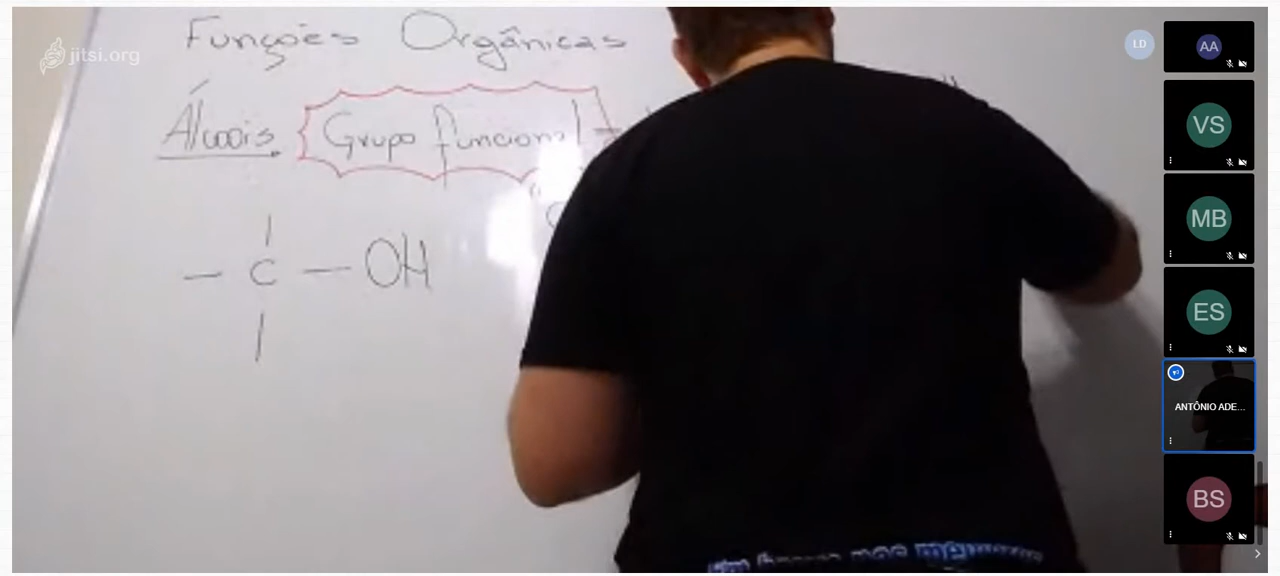 jitsi.org
Funções Orgânicas
Álcoois Grupo funcional
- C - OH
LD
AA
VS
MB
ES
ANTÔNIO ADE...
BS